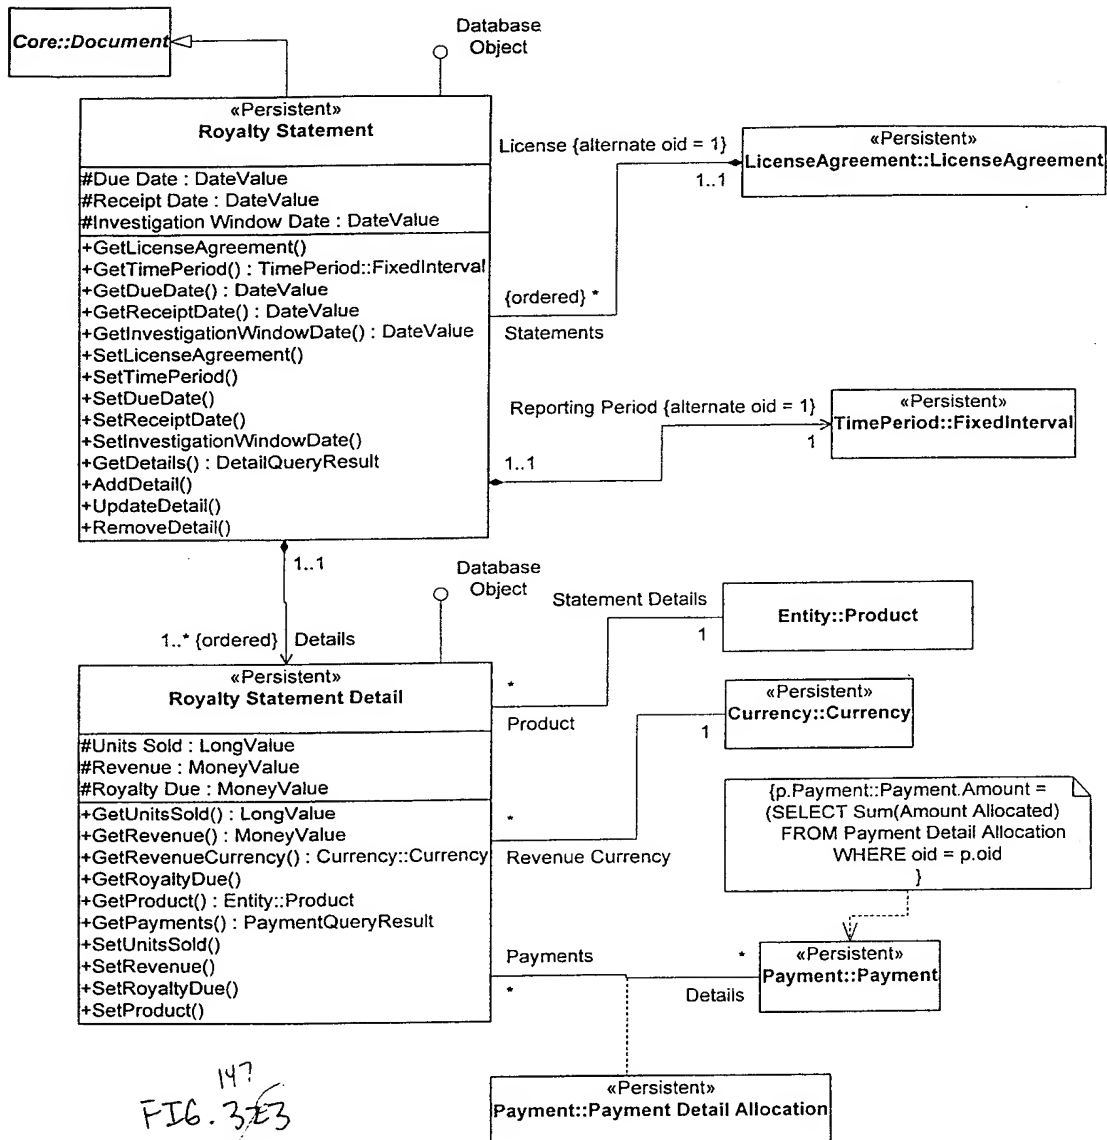 Core::Document
Database
Object
«Persistent»
Royalty Statement
#Due Date : DateValue
#Receipt Date : DateValue
#Investigation Window Date : DateValue
+GetLicenseAgreement()
+GetTimePeriod() : TimePeriod::FixedInterval
+GetDueDate() : DateValue
+GetReceiptDate() : DateValue
+GetInvestigationWindowDate() : DateValue
+SetLicenseAgreement()
+SetTimePeriod()
+SetDueDate()
+SetReceiptDate()
+SetInvestigationWindowDate()
+GetDetails() : DetailQueryResult
+AddDetail()
+UpdateDetail()
+RemoveDetail()
License {alternate oid = 1}
1..1
«Persistent»
LicenseAgreement::LicenseAgreement
{ordered} *
Statements
Reporting Period {alternate oid = 1}
1
1..1
«Persistent»
TimePeriod::FixedInterval
1..1
1..* {ordered} Details
Database
Object
«Persistent»
Royalty Statement Detail
#Units Sold : LongValue
#Revenue : MoneyValue
#Royalty Due : MoneyValue
+GetUnitsSold() : LongValue
+GetRevenue() : MoneyValue
+GetRevenueCurrency() : Currency::Currency
+GetRoyaltyDue()
+GetProduct() : Entity::Product
+GetPayments() : PaymentQueryResult
+SetUnitsSold()
+SetRevenue()
+SetRoyaltyDue()
+SetProduct()
Statement Details
1
Entity::Product
*
Product
«Persistent»
Currency::Currency
1
*
Revenue Currency
{p.Payment::Payment.Amount =
(SELECT Sum(Amount Allocated)
FROM Payment Detail Allocation
WHERE oid = p.oid
}
Payments
*
*
Details
«Persistent»
Payment::Payment
«Persistent»
Payment::Payment Detail Allocation
147
FIG. 3